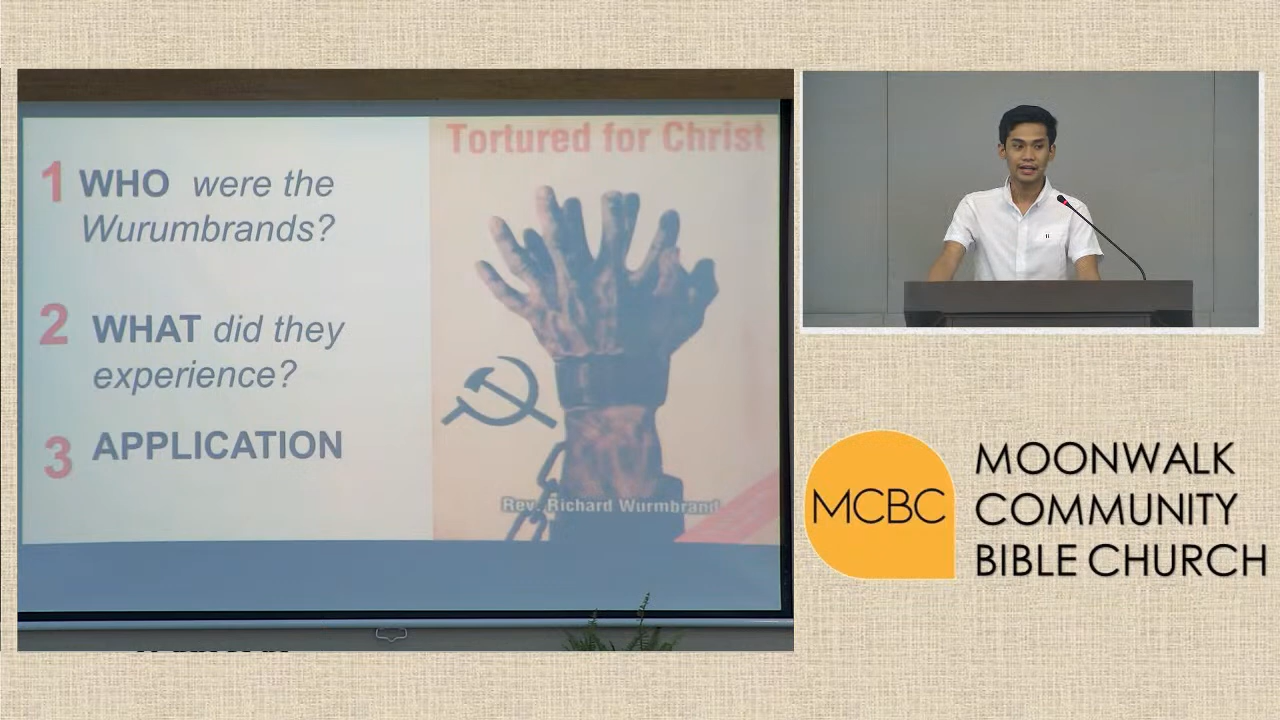 1 WHO were the
Wurumbrands?
2 WHAT did they
experience?
3 APPLICATION
Tortured for Christ
Rev. Richard Wurmbrand
MCBC
MOONWALK
COMMUNITY
BIBLE CHURCH